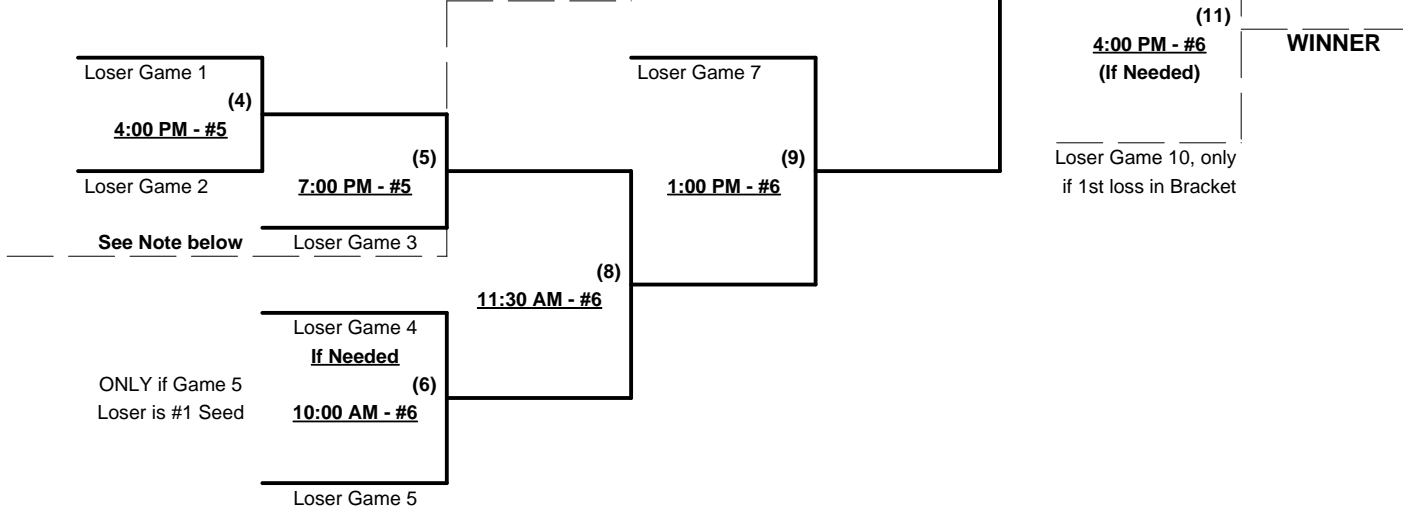 (11)
4:00 PM - #6
(If Needed)
WINNER
Loser Game 1
(4)
4:00 PM - #5
Loser Game 2
Loser Game 7
(5)
7:00 PM - #5
(9)
1:00 PM - #6
Loser Game 10, only
if 1st loss in Bracket
See Note below
Loser Game 3
(8)
11:30 AM - #6
Loser Game 4
If Needed
ONLY if Game 5
Loser is #1 Seed
(6)
10:00 AM - #6
Loser Game 5